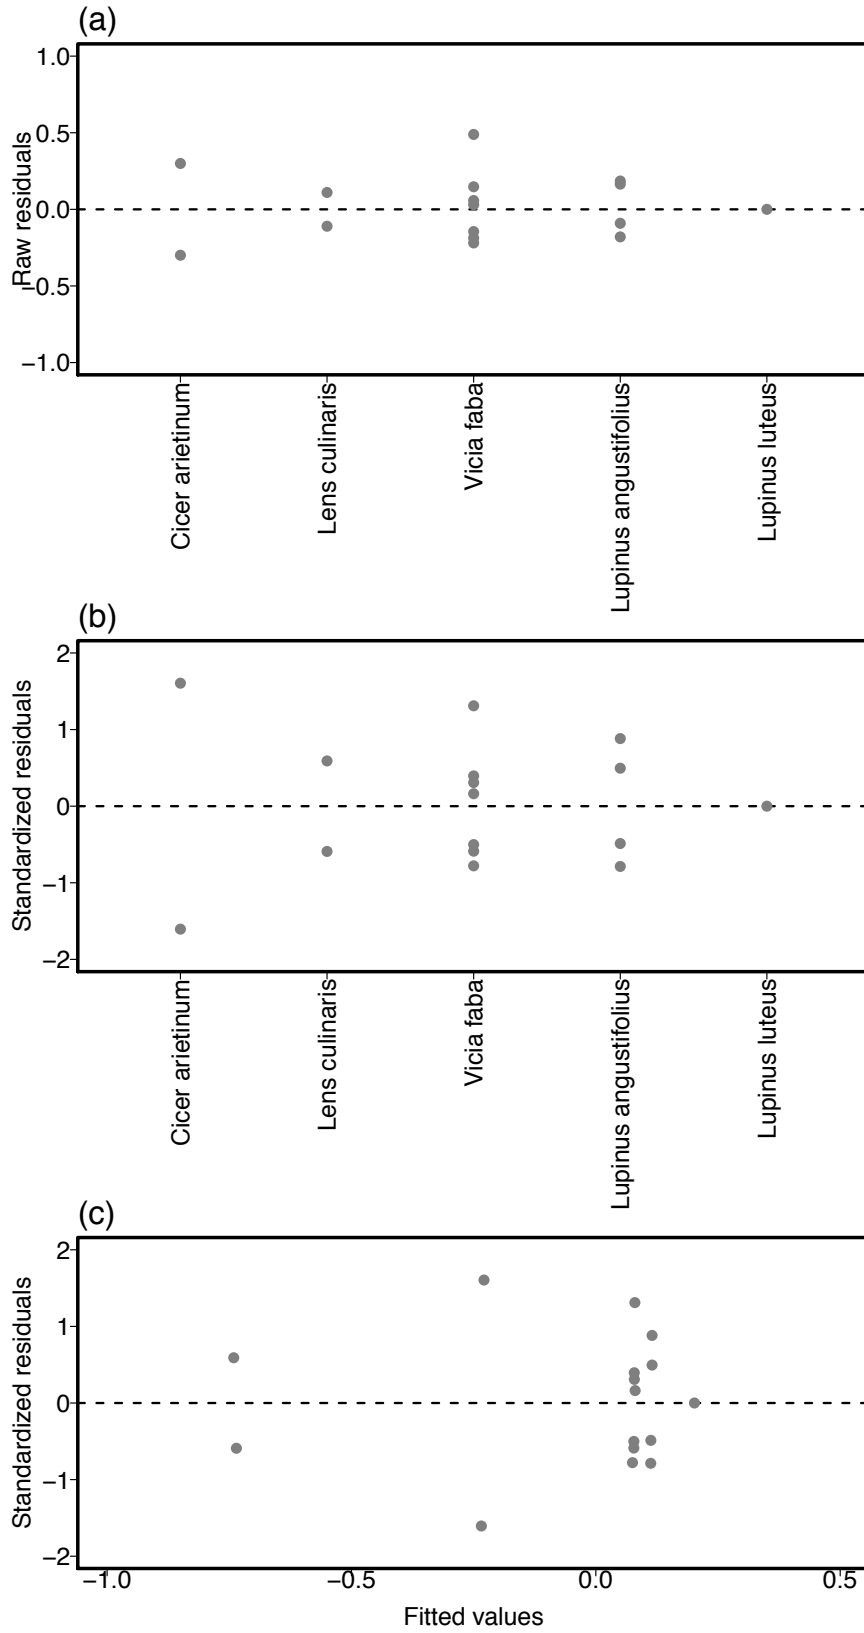 (a)
1.0
0.5
0.0
−0.5
−1.0
Raw residuals
Cicer arietinum
Lens culinaris
Vicia faba
Lupinus angustifolius
Lupinus luteus
(b)
2
1
0
−1
−2
Standardized residuals
Cicer arietinum
Lens culinaris
Vicia faba
Lupinus angustifolius
Lupinus luteus
(c)
2
1
0
−1
−2
Standardized residuals
−1.0 −0.5 0.0 0.5
Fitted values